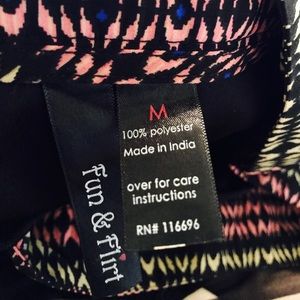 Fun & Flirt
M
100% polyester
Made in India
over for care
instructions
RN# 116696